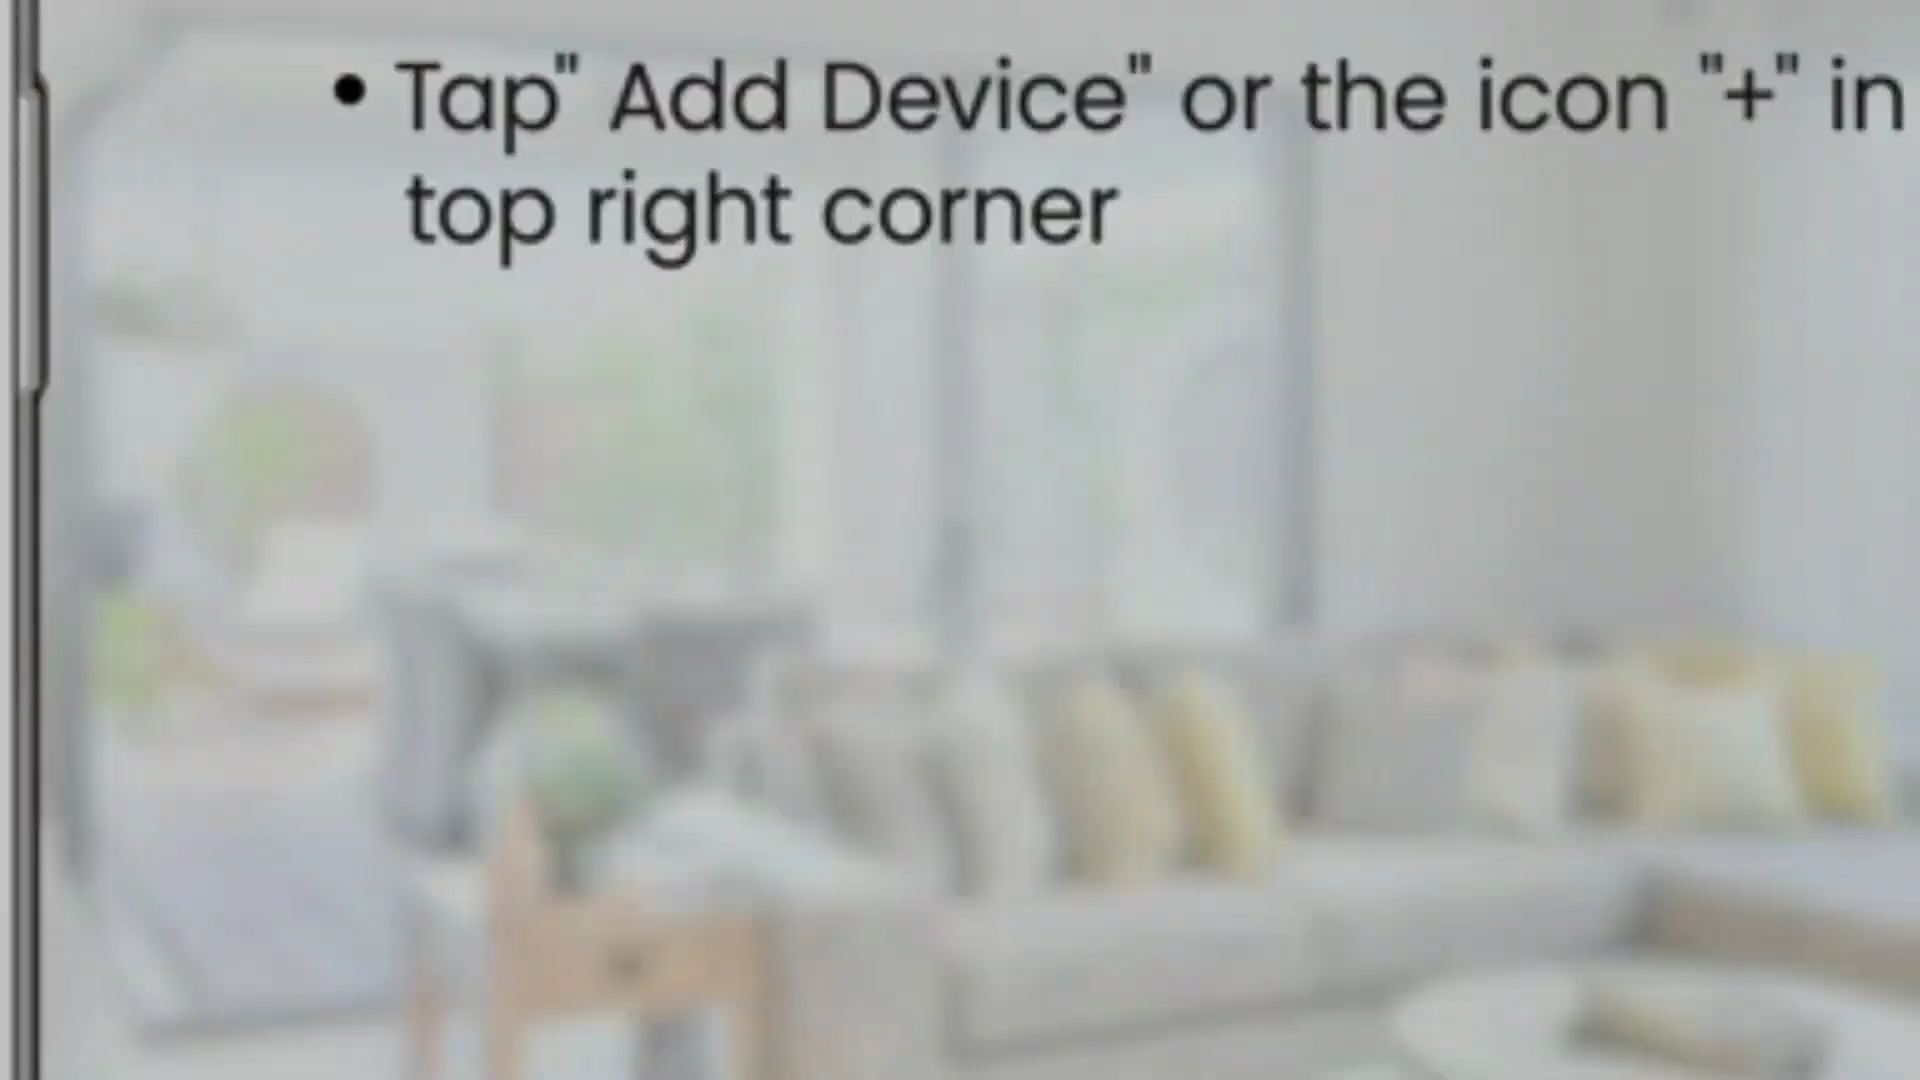 • Tap" Add Device" or the icon "+" in
top right corner